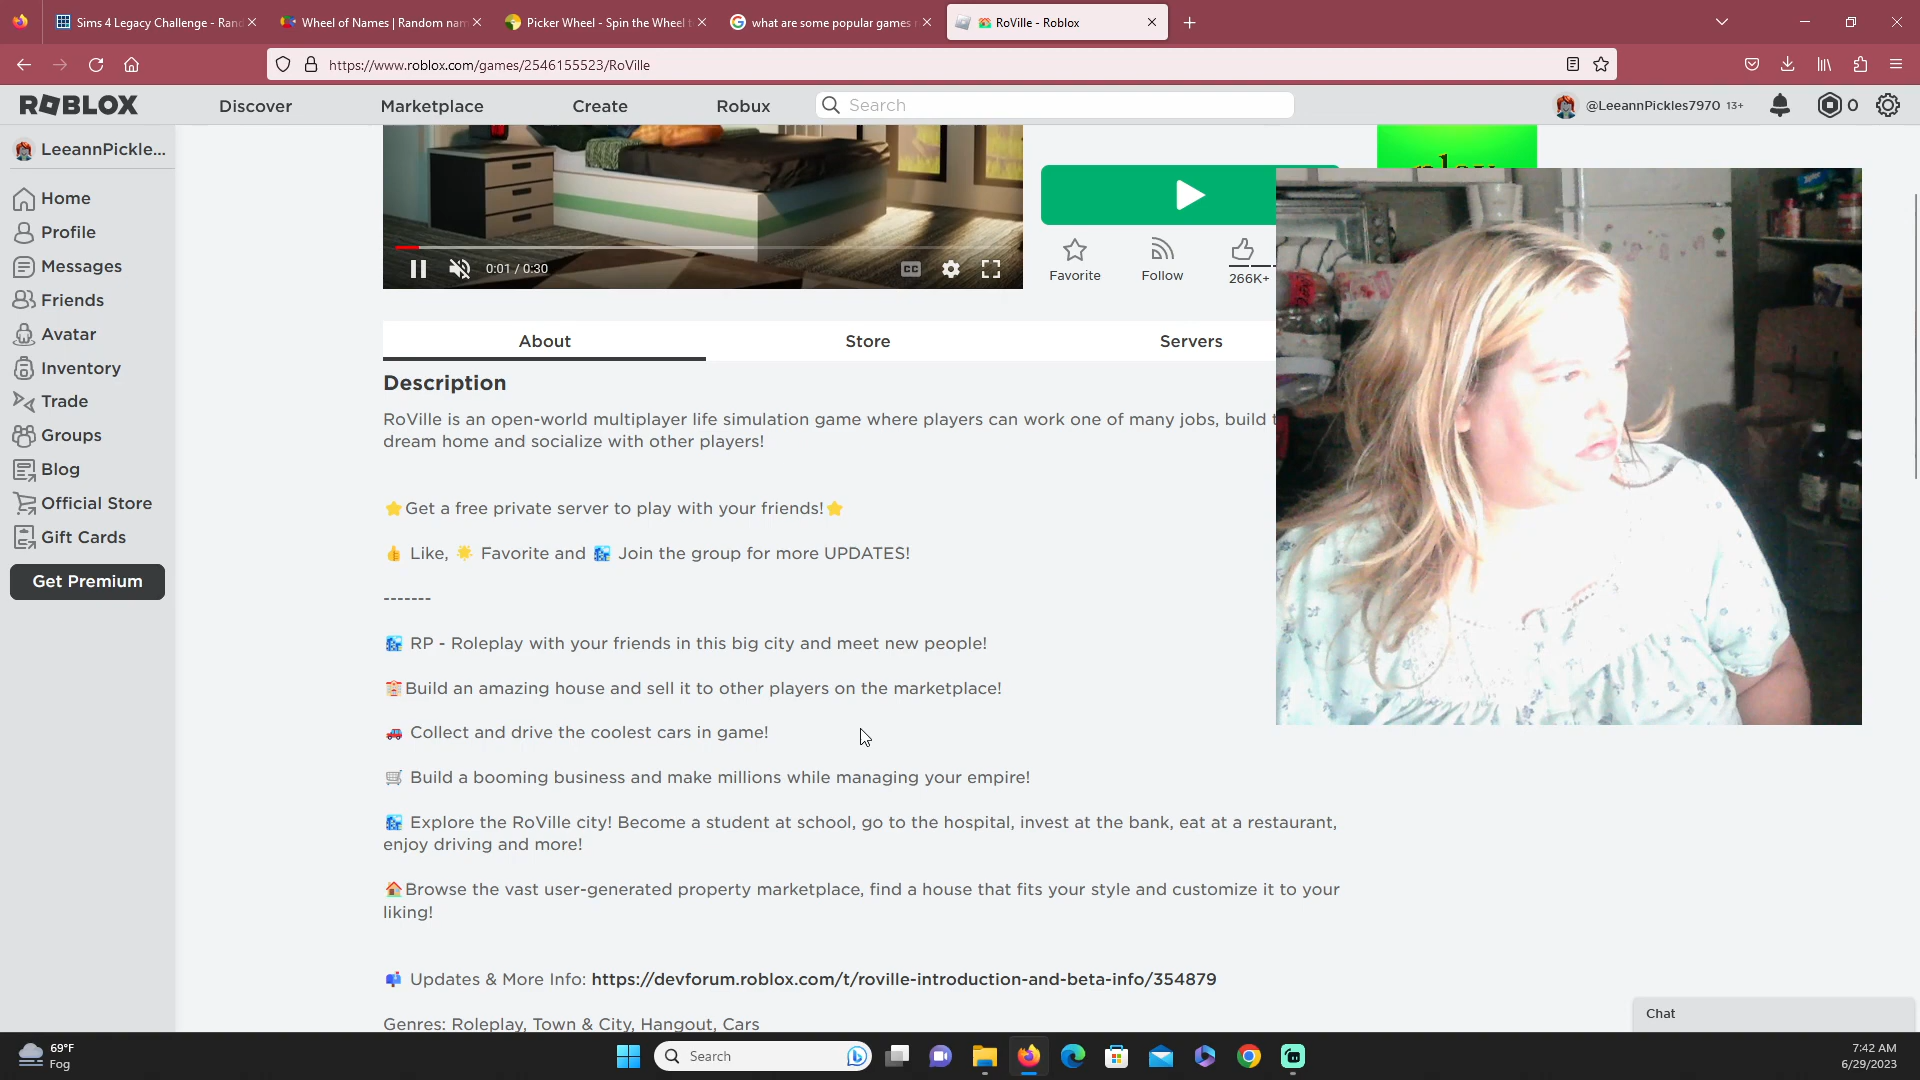 Sims 4 Legacy Challenge - Rand
Wheel of Names | Random nam
Picker Wheel - Spin the Wheel t
what are some popular games
RoVille - Roblox
https://www.roblox.com/games/2546155523/RoVille
ROBLOX
Discover
Marketplace
Create
Robux
Search
@LeeannPickles7970 13+
0
LeeannPickle...
Home
Profile
Messages
Friends
Avatar
Inventory
Trade
Groups
Blog
Official Store
Gift Cards
Get Premium
0:01 / 0:30
CC
play
Favorite
Follow
266K+
About
Store
Servers
Description
RoVille is an open-world multiplayer life simulation game where players can work one of many jobs, build
dream home and socialize with other players!
⭐Get a free private server to play with your friends!⭐
👍 Like, 🌟 Favorite and 🏙️ Join the group for more UPDATES!
-------
🏙️ RP - Roleplay with your friends in this big city and meet new people!
🏩Build an amazing house and sell it to other players on the marketplace!
🚗 Collect and drive the coolest cars in game!
🛒 Build a booming business and make millions while managing your empire!
🏙️ Explore the RoVille city! Become a student at school, go to the hospital, invest at the bank, eat at a restaurant,
enjoy driving and more!
🏠Browse the vast user-generated property marketplace, find a house that fits your style and customize it to your
liking!
📫 Updates & More Info: https://devforum.roblox.com/t/roville-introduction-and-beta-info/354879
Genres: Roleplay, Town & City, Hangout, Cars
Chat
69°F
Fog
Search
7:42 AM
6/29/2023